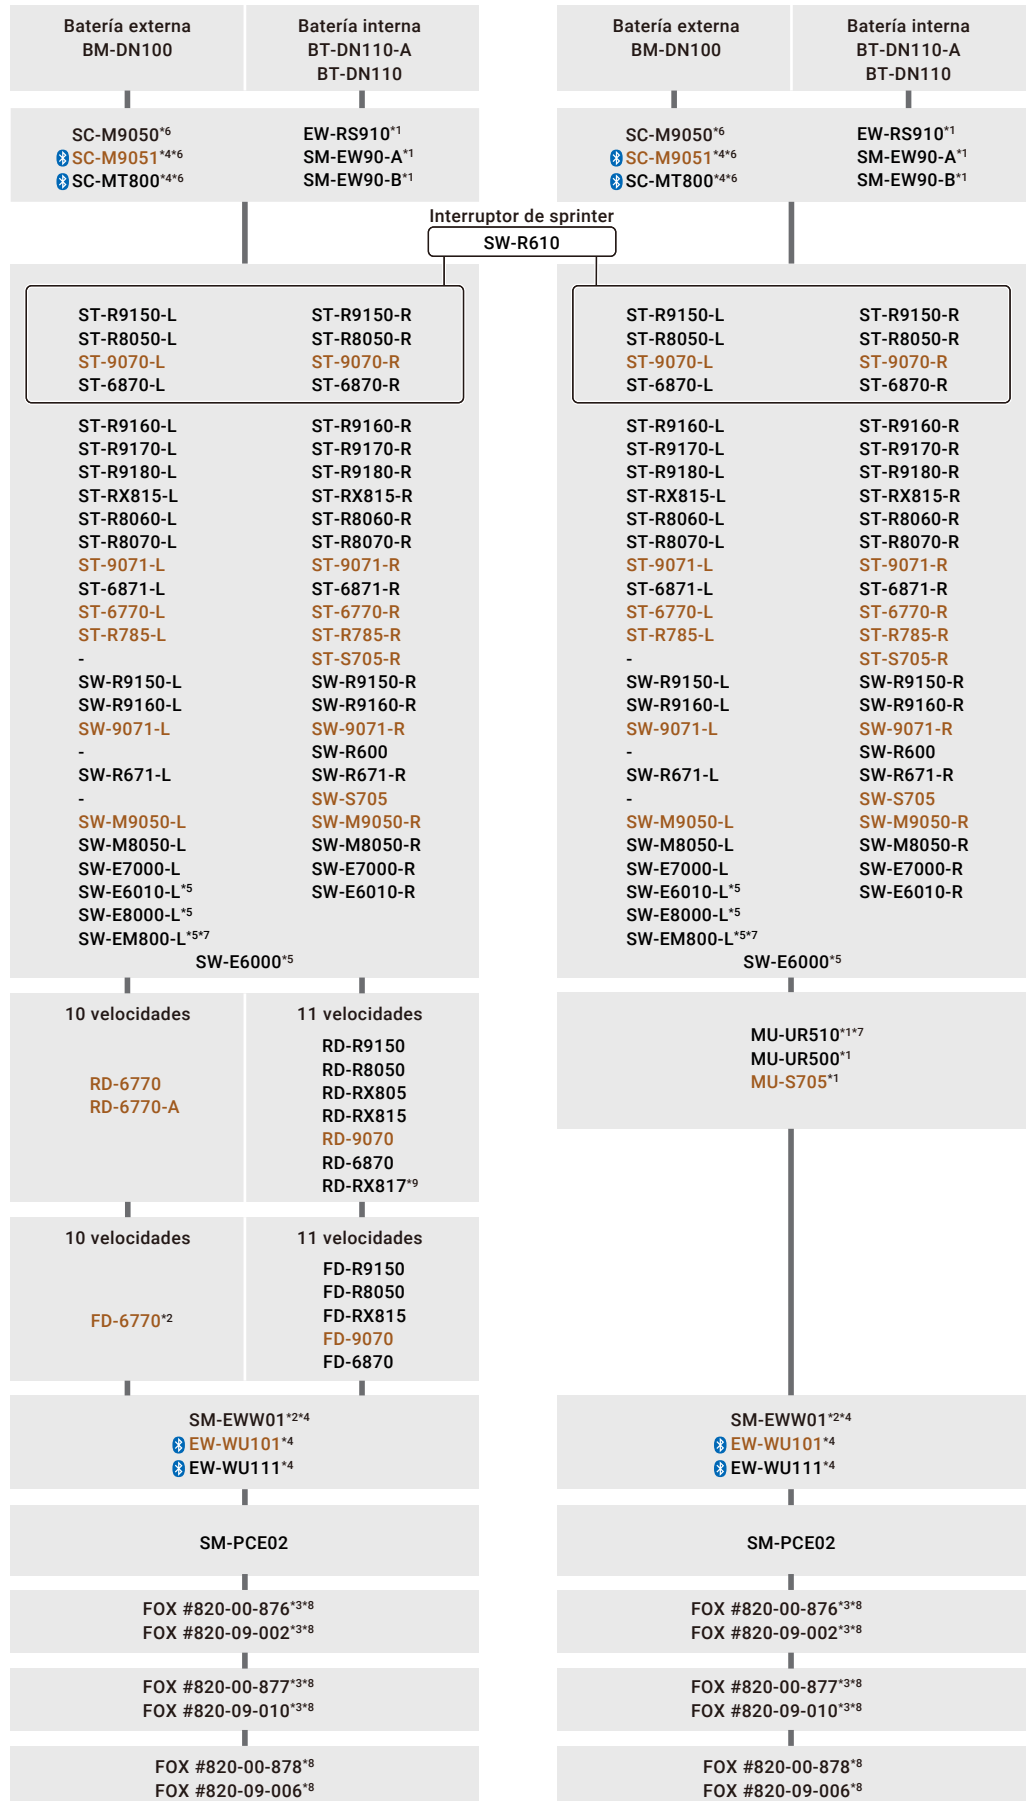 Batería externa
BM-DN100
Batería interna
BT-DN110-A
BT-DN110
SC-M9050*6
SC-M9051*4*6
SC-MT800*4*6
EW-RS910*1
SM-EW90-A*1
SM-EW90-B*1
Interruptor de sprinter
SW-R610
ST-R9150-L ST-R9150-R
ST-R8050-L ST-R8050-R
ST-9070-L ST-9070-R
ST-6870-L ST-6870-R
ST-R9160-L ST-R9160-R
ST-R9170-L ST-R9170-R
ST-R9180-L ST-R9180-R
ST-RX815-L ST-RX815-R
ST-R8060-L ST-R8060-R
ST-R8070-L ST-R8070-R
ST-9071-L ST-9071-R
ST-6871-L ST-6871-R
ST-6770-L ST-6770-R
ST-R785-L ST-R785-R
- ST-S705-R
SW-R9150-L SW-R9150-R
SW-R9160-L SW-R9160-R
SW-9071-L SW-9071-R
- SW-R600
SW-R671-L SW-R671-R
- SW-S705
SW-M9050-L SW-M9050-R
SW-M8050-L SW-M8050-R
SW-E7000-L SW-E7000-R
SW-E6010-L*5 SW-E6010-R
SW-E8000-L*5
SW-EM800-L*5*7
SW-E6000*5
10 velocidades
RD-6770
RD-6770-A
11 velocidades
RD-R9150
RD-R8050
RD-RX805
RD-RX815
RD-9070
RD-6870
RD-RX817*9
10 velocidades
FD-6770*2
11 velocidades
FD-R9150
FD-R8050
FD-RX815
FD-9070
FD-6870
SM-EWW01*2*4
EW-WU101*4
EW-WU111*4
SM-PCE02
FOX #820-00-876*3*8
FOX #820-09-002*3*8
FOX #820-00-877*3*8
FOX #820-09-010*3*8
FOX #820-00-878*8
FOX #820-09-006*8
Batería externa
BM-DN100
Batería interna
BT-DN110-A
BT-DN110
SC-M9050*6
SC-M9051*4*6
SC-MT800*4*6
EW-RS910*1
SM-EW90-A*1
SM-EW90-B*1
ST-R9150-L ST-R9150-R
ST-R8050-L ST-R8050-R
ST-9070-L ST-9070-R
ST-6870-L ST-6870-R
ST-R9160-L ST-R9160-R
ST-R9170-L ST-R9170-R
ST-R9180-L ST-R9180-R
ST-RX815-L ST-RX815-R
ST-R8060-L ST-R8060-R
ST-R8070-L ST-R8070-R
ST-9071-L ST-9071-R
ST-6871-L ST-6871-R
ST-6770-L ST-6770-R
ST-R785-L ST-R785-R
- ST-S705-R
SW-R9150-L SW-R9150-R
SW-R9160-L SW-R9160-R
SW-9071-L SW-9071-R
- SW-R600
SW-R671-L SW-R671-R
- SW-S705
SW-M9050-L SW-M9050-R
SW-M8050-L SW-M8050-R
SW-E7000-L SW-E7000-R
SW-E6010-L*5 SW-E6010-R
SW-E8000-L*5
SW-EM800-L*5*7
SW-E6000*5
MU-UR510*1*7
MU-UR500*1
MU-S705*1
SM-EWW01*2*4
EW-WU101*4
EW-WU111*4
SM-PCE02
FOX #820-00-876*3*8
FOX #820-09-002*3*8
FOX #820-00-877*3*8
FOX #820-09-010*3*8
FOX #820-00-878*8
FOX #820-09-006*8